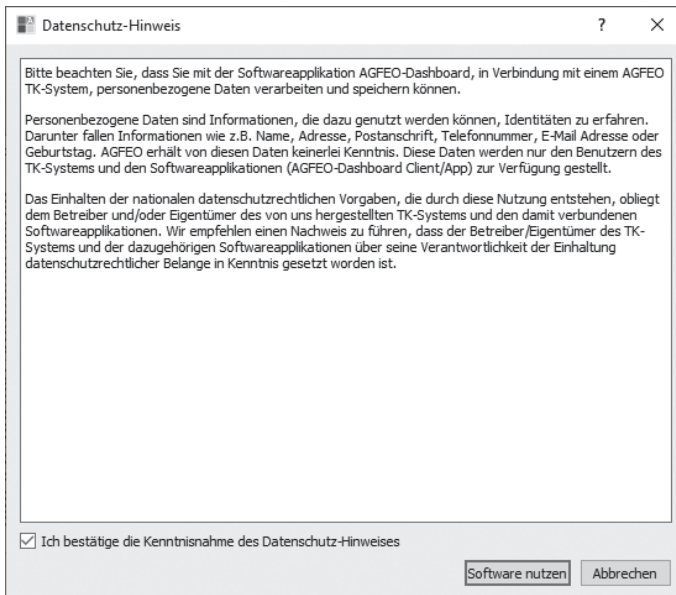 Datenschutz-Hinweis
Bitte beachten Sie, dass Sie mit der Softwareapplikation AGFEO-Dashboard, in Verbindung mit einem AGFEO
TK-System, personenbezogene Daten verarbeiten und speichern können.
Personenbezogene Daten sind Informationen, die dazu genutzt werden können, Identitäten zu erfahren.
Darunter fallen Informationen wie z.B. Name, Adresse, Postanschrift, Telefonnummer, E-Mail Adresse oder
Geburtstag. AGFEO erhält von diesen Daten keinerlei Kenntnis. Diese Daten werden nur den Benutzern des
TK-Systems und den Softwareapplikationen (AGFEO-Dashboard Client/App) zur Verfügung gestellt.
Das Einhalten der nationalen datenschutzrechtlichen Vorgaben, die durch diese Nutzung entstehen, obliegt
dem Betreiber und/oder Eigentümer des von uns hergestellten TK-Systems und den damit verbundenen
Softwareapplikationen. Wir empfehlen einen Nachweis zu führen, dass der Betreiber/Eigentümer des TK-
Systems und der dazugehörigen Softwareapplikationen über seine Verantwortlichkeit der Einhaltung
datenschutzrechtlicher Belange in Kenntnis gesetzt worden ist.
Ich bestätige die Kenntnisnahme des Datenschutz-Hinweises
Software nutzen Abbrechen